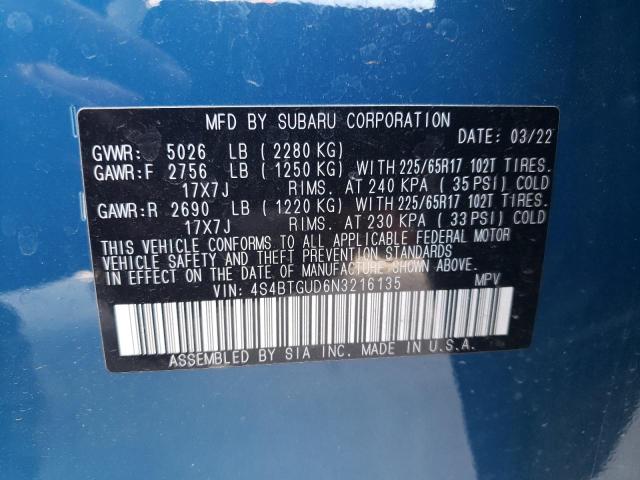 MFD BY SUBARU CORPORATION
DATE: 03/22
GVWR: 5026 LB (2280 KG)
GAWR:F 2756 LB (1250 KG) WITH 225/65R17 102T TIRES.
17X7J RIMS. AT 240 KPA (35 PSI) COLD
GAWR:R 2690 LB (1220 KG) WITH 225/65R17 102T TIRES.
17X7J RIMS. AT 230 KPA (33 PSI) COLD
THIS VEHICLE CONFORMS TO ALL APPLICABLE FEDERAL MOTOR
VEHICLE SAFETY AND THEFT PREVENTION STANDARDS
IN EFFECT ON THE DATE OF MANUFACTURE SHOWN ABOVE.
VIN: 4S4BTGUD6N3216135 MPV
ASSEMBLED BY SIA INC. MADE IN U.S.A.